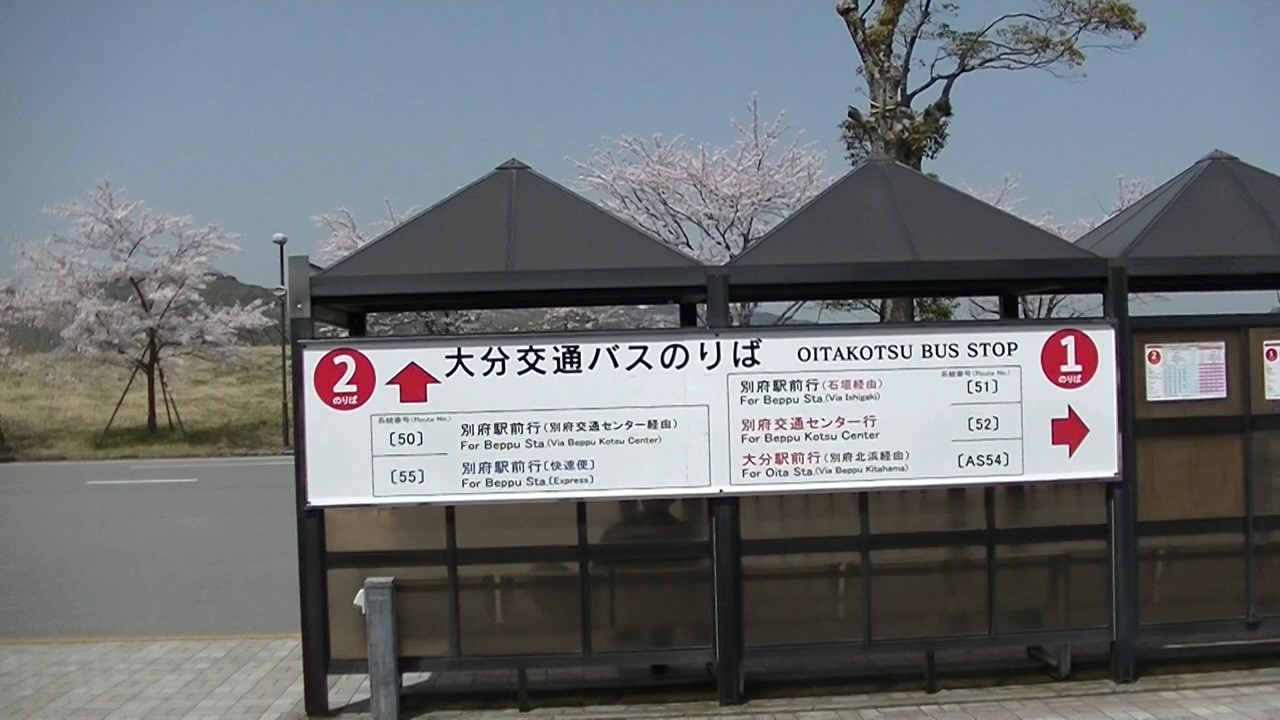 2
のりば
大分交通バスのりば OITAKOTSU BUS STOP
1
のりば
系統番号(Route No.)
[50] 別府駅前行(別府交通センター経由)
For Beppu Sta.(Via Beppu Kotsu Center)
[55] 別府駅前行[快速便]
For Beppu Sta.[Express]
系統番号(Route No.)
別府駅前行(石垣経由) [51]
For Beppu Sta.(Via Ishigaki)
別府交通センター行 [52]
For Beppu Kotsu Center
大分駅前行(別府北浜経由) [AS54]
For Oita Sta.(Via Beppu Kitahama)
2
1